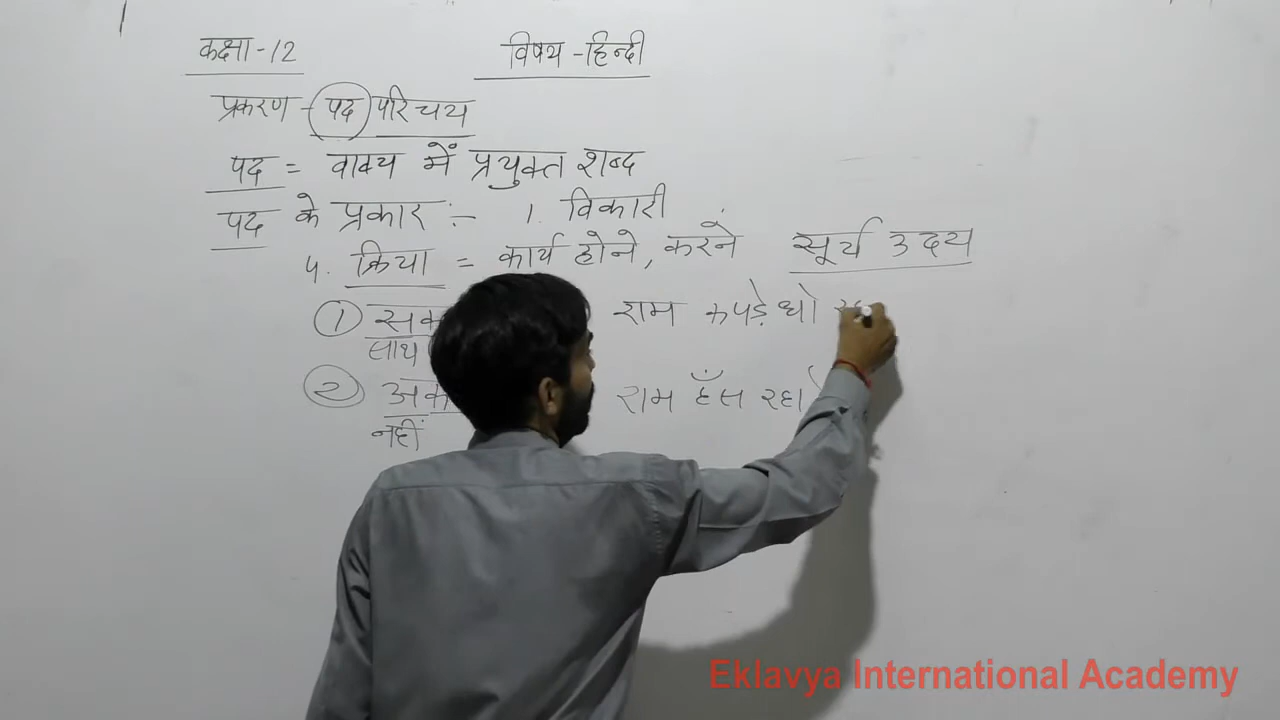 कक्षा -12 विषय -हिन्दी
प्रकरण - पद परिचय
पद = वाक्य में प्रयुक्त शब्द
पद के प्रकार :- 1. विकारी
4. क्रिया = कार्य होने, करने सूर्य उदय
① राम कपड़े धो
साथ
② राम हँस रहा
नहीं
Eklavya International Academy